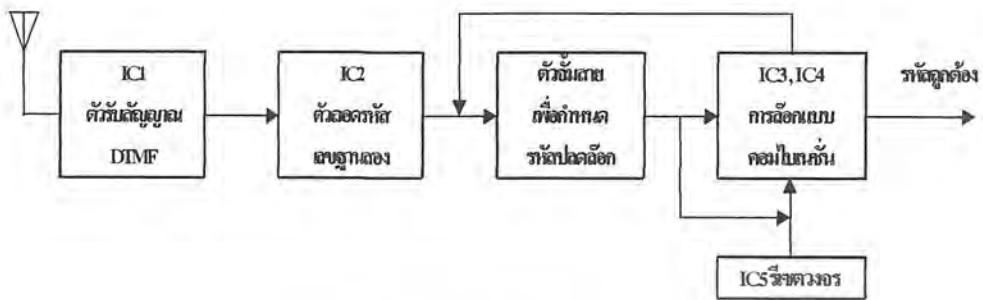 IC1
ตัวรับสัญญาณ
DTMF
IC2
ตัวถอดรหัส
เลขฐานสอง
ตัวจั้มสาย
เพื่อกำหนด
รหัสปลดล๊อก
IC3, IC4
การล๊อกแบบ
คอมไบเนชั่น
รหัสถูกต้อง
IC5รีเซตวงจร